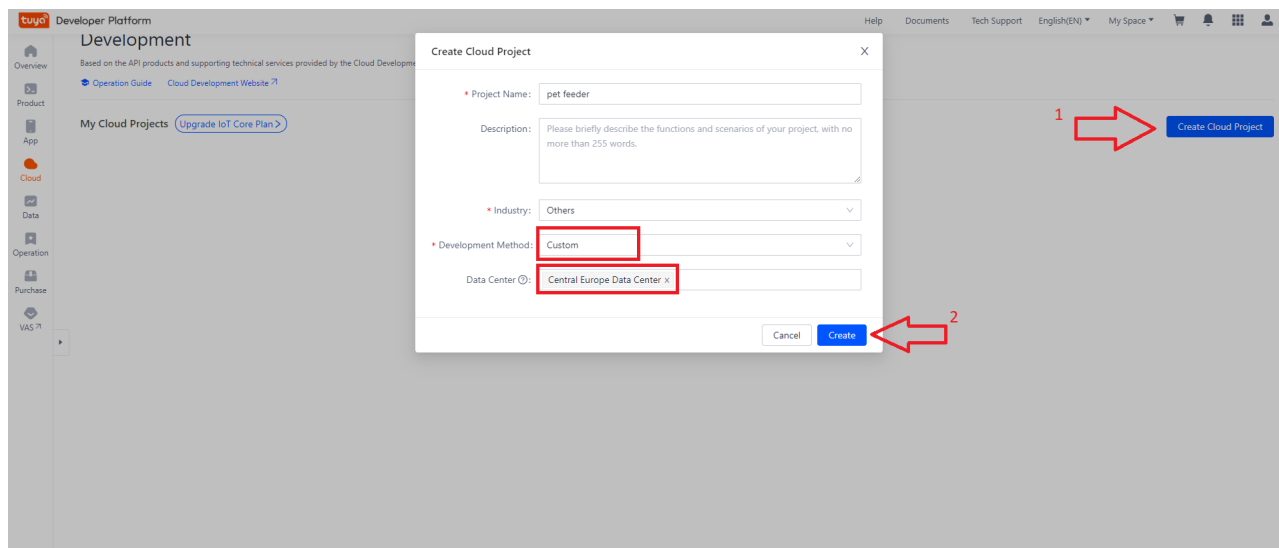 tuya Developer Platform
Help Documents Tech Support English(EN) My Space
Overview
Product
App
Cloud
Data
Operation
Purchase
VAS
Development
Based on the API products and supporting technical services provided by the Cloud Developme
Operation Guide Cloud Development Website
My Cloud Projects Upgrade IoT Core Plan >
1
Create Cloud Project
Create Cloud Project X
* Project Name: pet feeder
Description: Please briefly describe the functions and scenarios of your project, with no
more than 255 words.
* Industry: Others
* Development Method: Custom
Data Center ?: Central Europe Data Center ×
2
Cancel Create